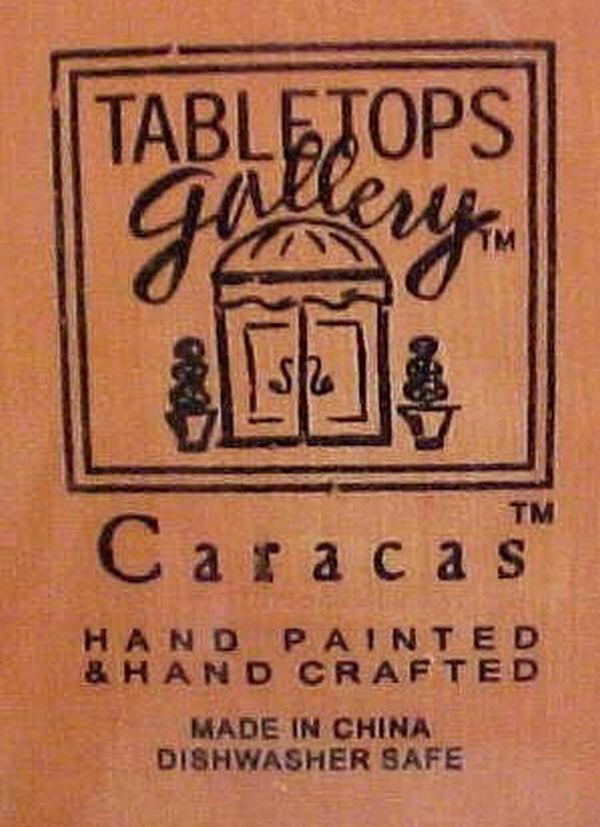 TABLETOPS
gallery™
Caracas™
HAND PAINTED
& HAND CRAFTED
MADE IN CHINA
DISHWASHER SAFE